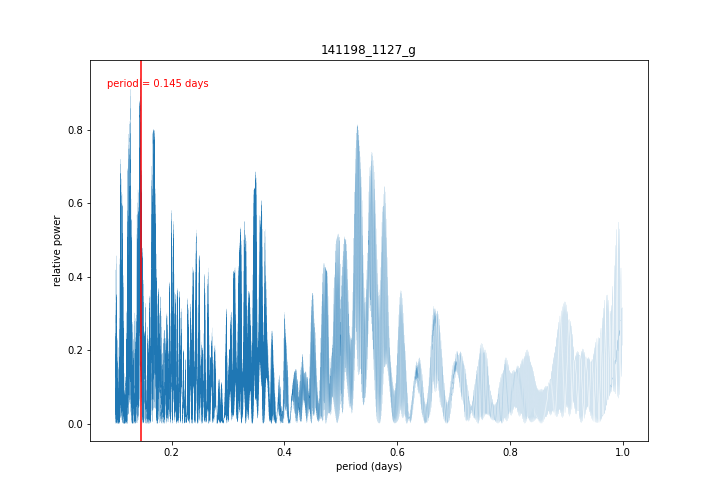 141198_1127_g
period = 0.145 days
relative power
0.8
0.6
0.4
0.2
0.0
0.2 0.4 0.6 0.8 1.0
period (days)